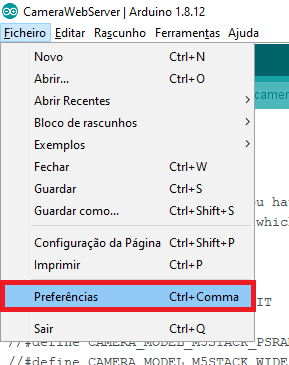 CameraWebServer | Arduino 1.8.12
Ficheiro Editar Rascunho Ferramentas Ajuda
Novo Ctrl+N
Abrir... Ctrl+O
Abrir Recentes
Bloco de rascunhos
Exemplos
Fechar Ctrl+W
Guardar Ctrl+S
Guardar como... Ctrl+Shift+S
Configuração da Página Ctrl+Shift+P
Imprimir Ctrl+P
Preferências Ctrl+Comma
Sair Ctrl+Q
camer
u ha
which
IT
//#define CAMERA_MODEL_M5STACK_PSRA
//#define CAMERA_MODEL_M5STACK_WIDE